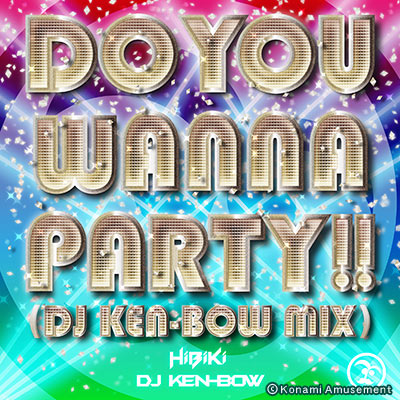 DO YOU
WANNA
PARTY!!
(DJ KEN-BOW MIX)
HiBiKi
DJ KEN-BOW
©Konami Amusement